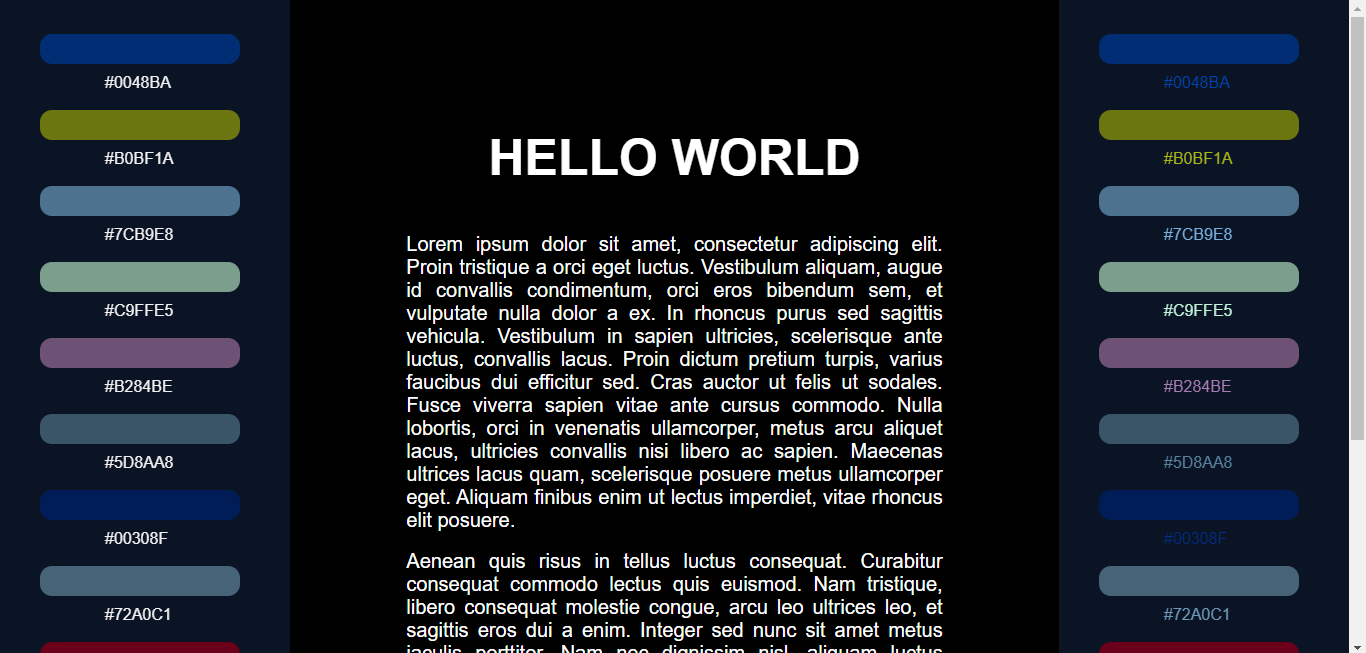 #0048BA
#B0BF1A
#7CB9E8
#C9FFE5
#B284BE
#5D8AA8
#00308F
#72A0C1
HELLO WORLD
Lorem ipsum dolor sit amet, consectetur adipiscing elit.
Proin tristique a orci eget luctus. Vestibulum aliquam, augue
id convallis condimentum, orci eros bibendum sem, et
vulputate nulla dolor a ex. In rhoncus purus sed sagittis
vehicula. Vestibulum in sapien ultricies, scelerisque ante
luctus, convallis lacus. Proin dictum pretium turpis, varius
faucibus dui efficitur sed. Cras auctor ut felis ut sodales.
Fusce viverra sapien vitae ante cursus commodo. Nulla
lobortis, orci in venenatis ullamcorper, metus arcu aliquet
lacus, ultricies convallis nisi libero ac sapien. Maecenas
ultrices lacus quam, scelerisque posuere metus ullamcorper
eget. Aliquam finibus enim ut lectus imperdiet, vitae rhoncus
elit posuere.
Aenean quis risus in tellus luctus consequat. Curabitur
consequat commodo lectus quis euismod. Nam tristique,
libero consequat molestie congue, arcu leo ultrices leo, et
sagittis eros dui a enim. Integer sed nunc sit amet metus
iaculis porttitor. Nam nec dignissim nisl, aliquam luctus
#0048BA
#B0BF1A
#7CB9E8
#C9FFE5
#B284BE
#5D8AA8
#00308F
#72A0C1